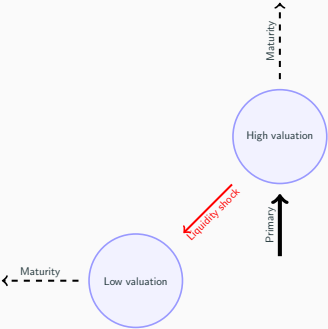 Maturity
High valuation
Primary
Liquidity shock
Maturity
Low valuation